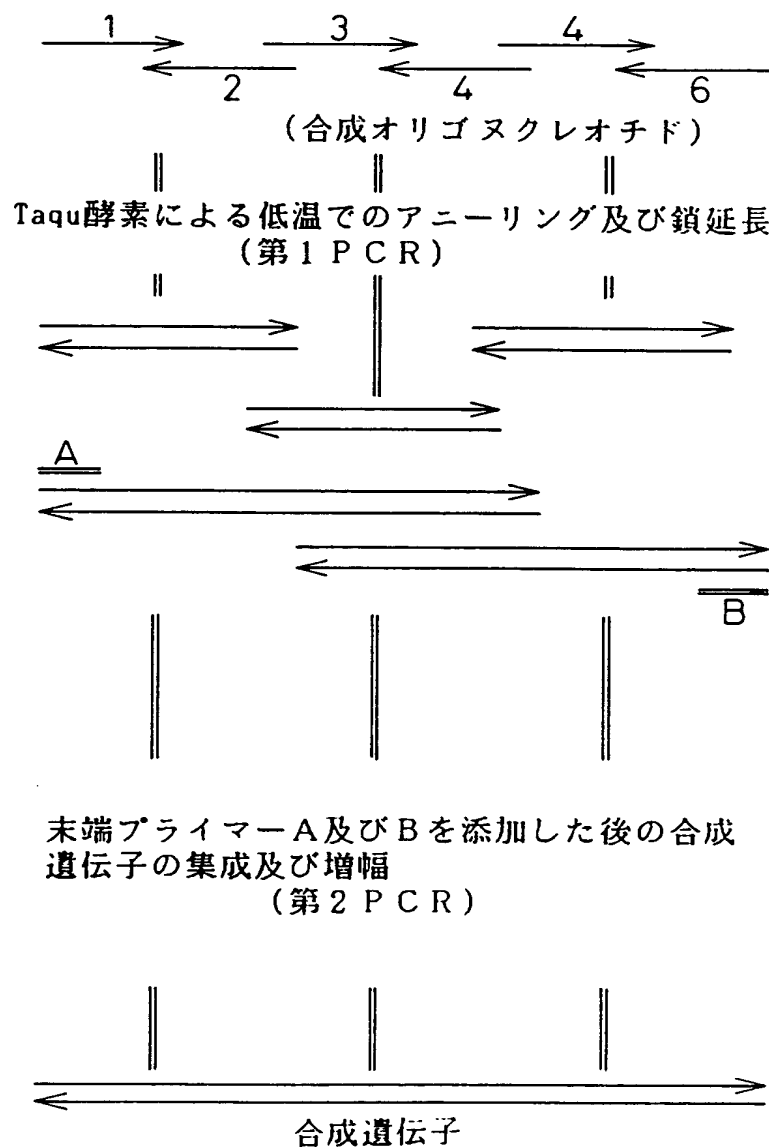 1 3 4
2 4 6
(合成オリゴヌクレオチド)
Taqu酵素による低温でのアニーリング及び鎖延長
(第1PCR)
A
B
末端プライマーA及びBを添加した後の合成
遺伝子の集成及び増幅
(第2PCR)
合成遺伝子